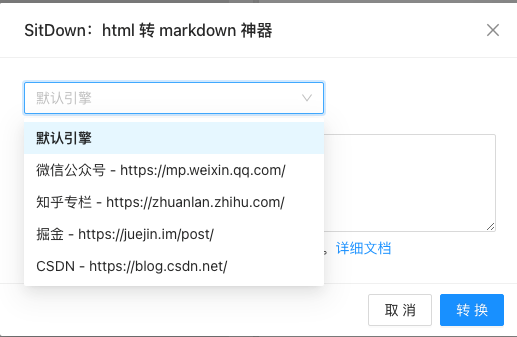 SitDown：html 转 markdown 神器
默认引擎
默认引擎
微信公众号 - https://mp.weixin.qq.com/
知乎专栏 - https://zhuanlan.zhihu.com/
掘金 - https://juejin.im/post/
CSDN - https://blog.csdn.net/
。详细文档
取 消
转 换